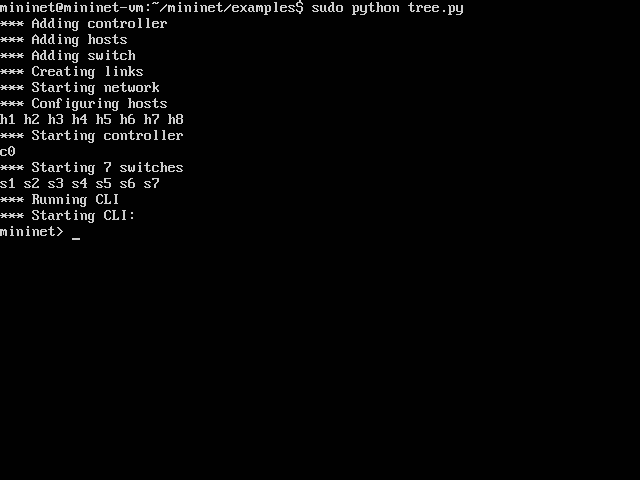 mininet@mininet-vm:~/mininet/examples$ sudo python tree.py
*** Adding controller
*** Adding hosts
*** Adding switch
*** Creating links
*** Starting network
*** Configuring hosts
h1 h2 h3 h4 h5 h6 h7 h8
*** Starting controller
c0
*** Starting 7 switches
s1 s2 s3 s4 s5 s6 s7
*** Running CLI
*** Starting CLI:
mininet> _